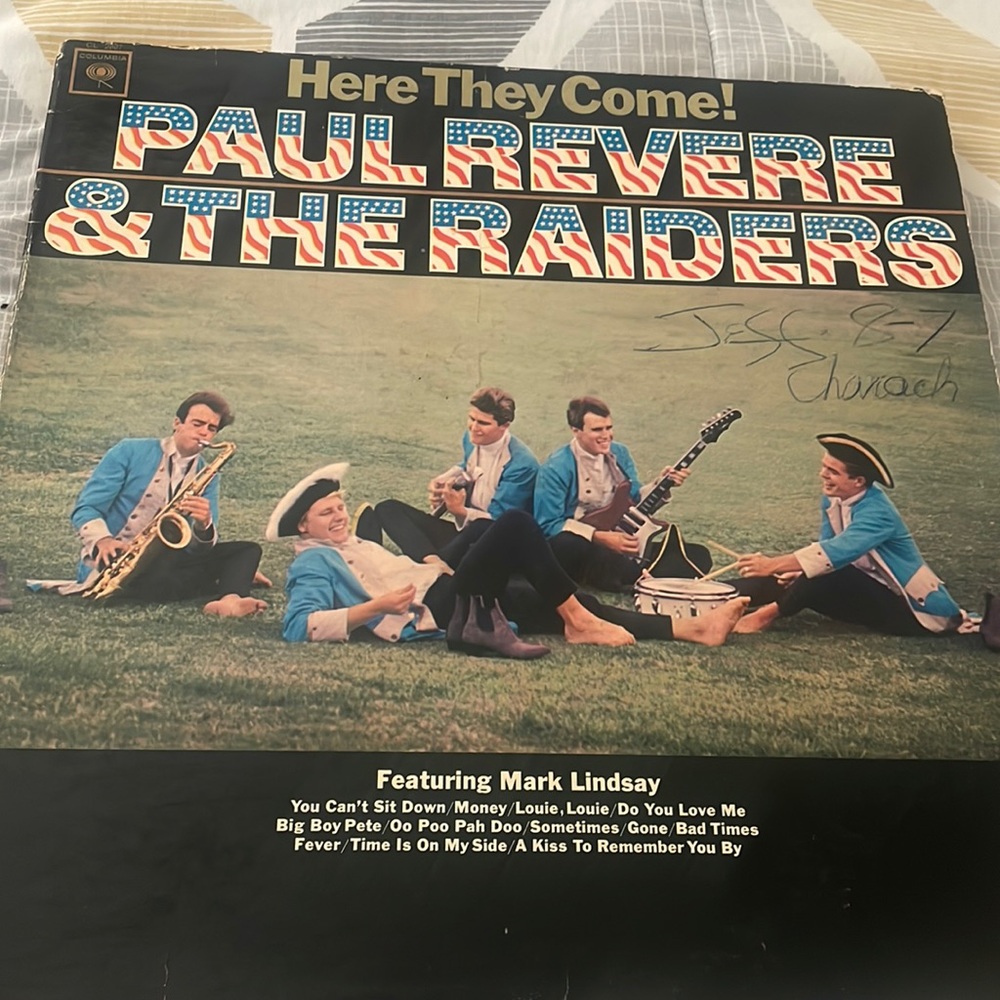 COLUMBIA
Here They Come!
PAUL REVERE
& THE RAIDERS
8-7
Charach
Featuring Mark Lindsay
You Can't Sit Down/Money/Louie, Louie/Do You Love Me
Big Boy Pete/Oo Poo Pah Doo/Sometimes/Gone/Bad Times
Fever/Time Is On My Side/A Kiss To Remember You By